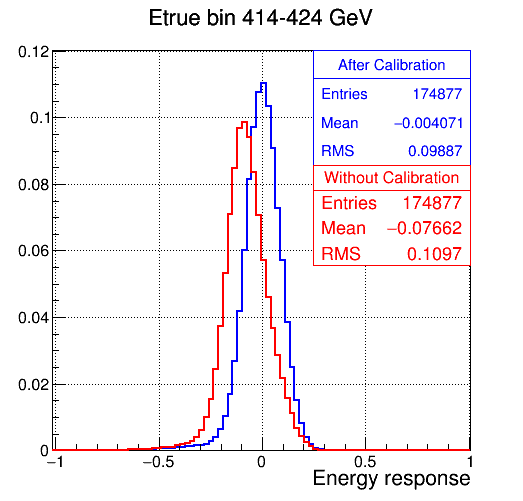 Etrue bin 414-424 GeV
0.12
After Calibration
Entries 174877
Mean −0.004071
RMS 0.09887
Without Calibration
Entries 174877
Mean −0.07662
RMS 0.1097
0.1
0.08
0.06
0.04
0.02
0
−1 −0.5 0 0.5 1
Energy response